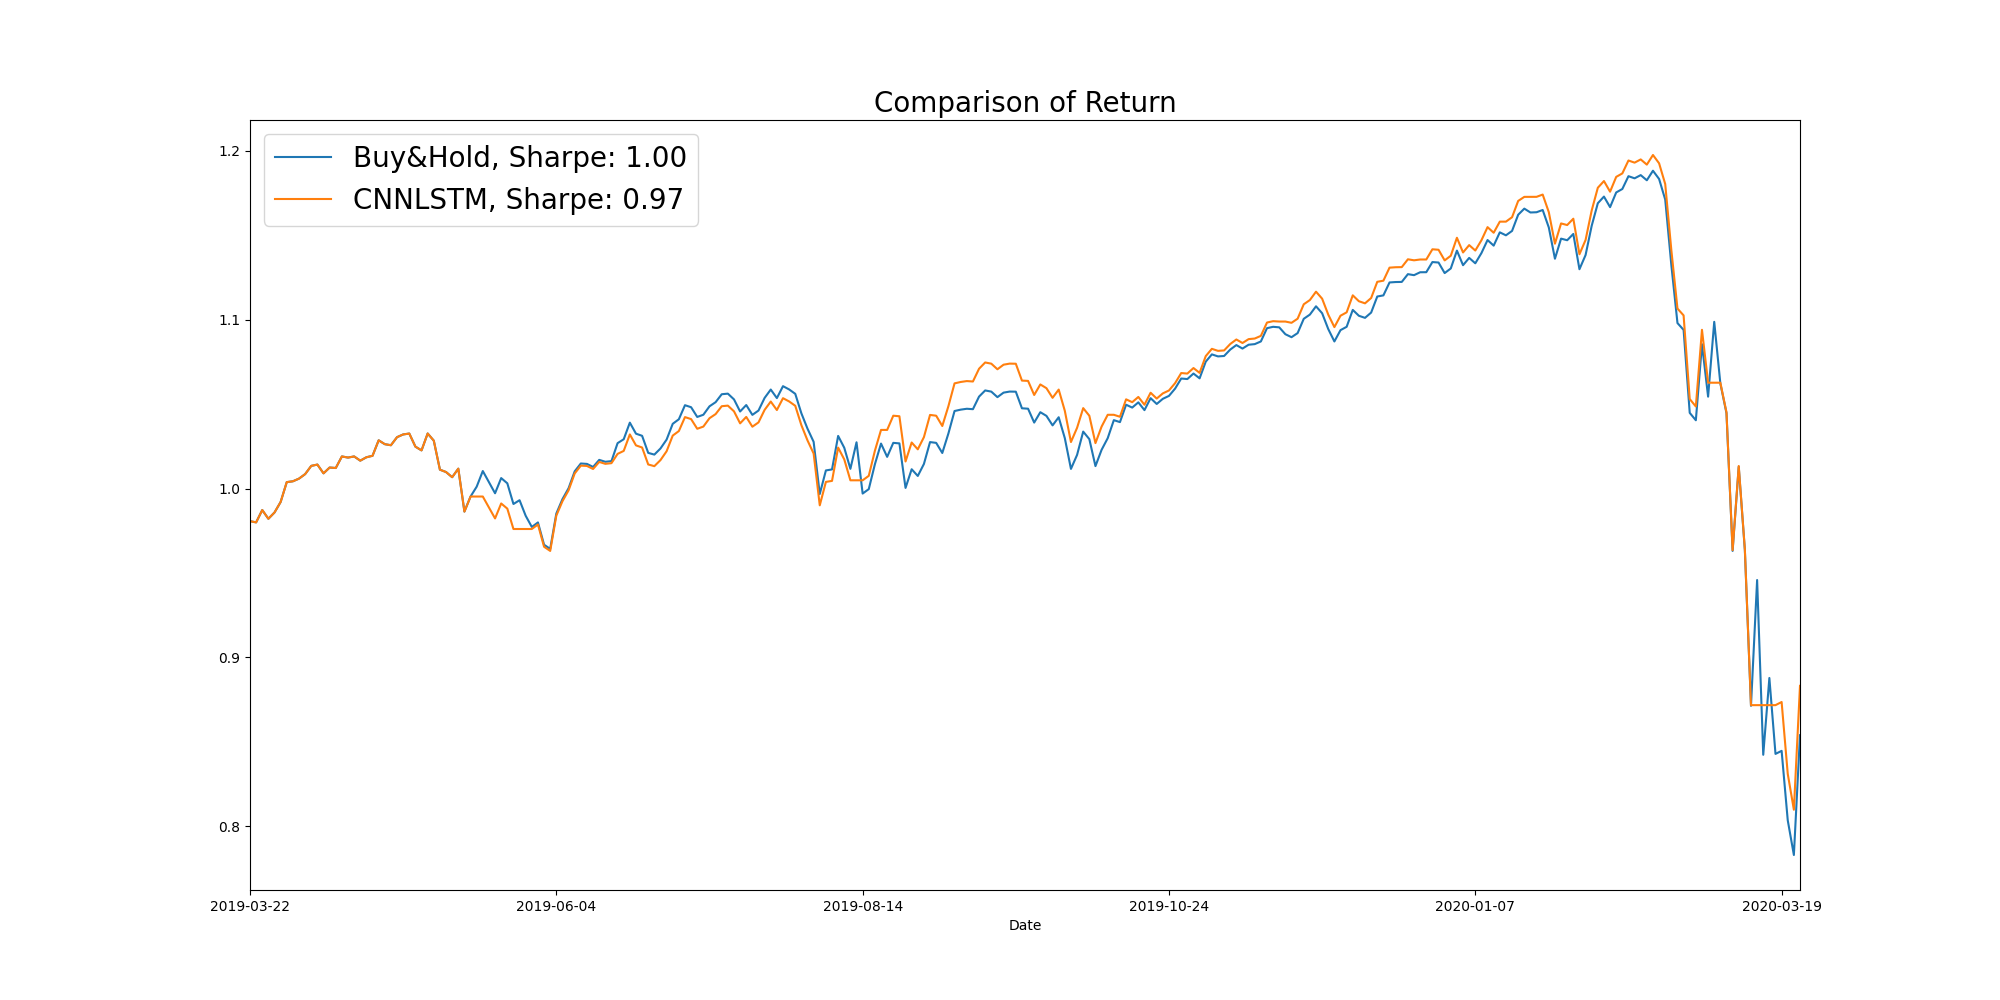 Comparison of Return
Buy&Hold, Sharpe: 1.00
CNNLSTM, Sharpe: 0.97
1.2
1.1
1.0
0.9
0.8
2019-03-22 2019-06-04 2019-08-14 2019-10-24 2020-01-07 2020-03-19
Date